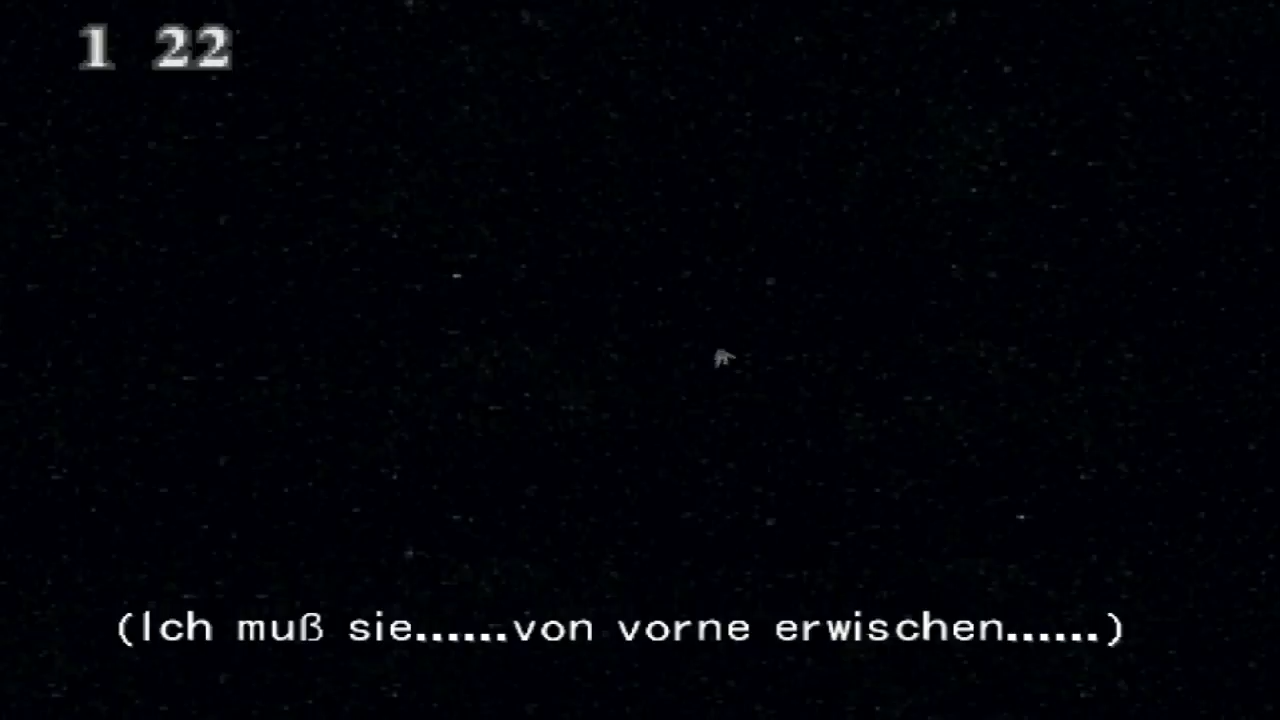 1 22
(Ich muß sie......von vorne erwischen......)